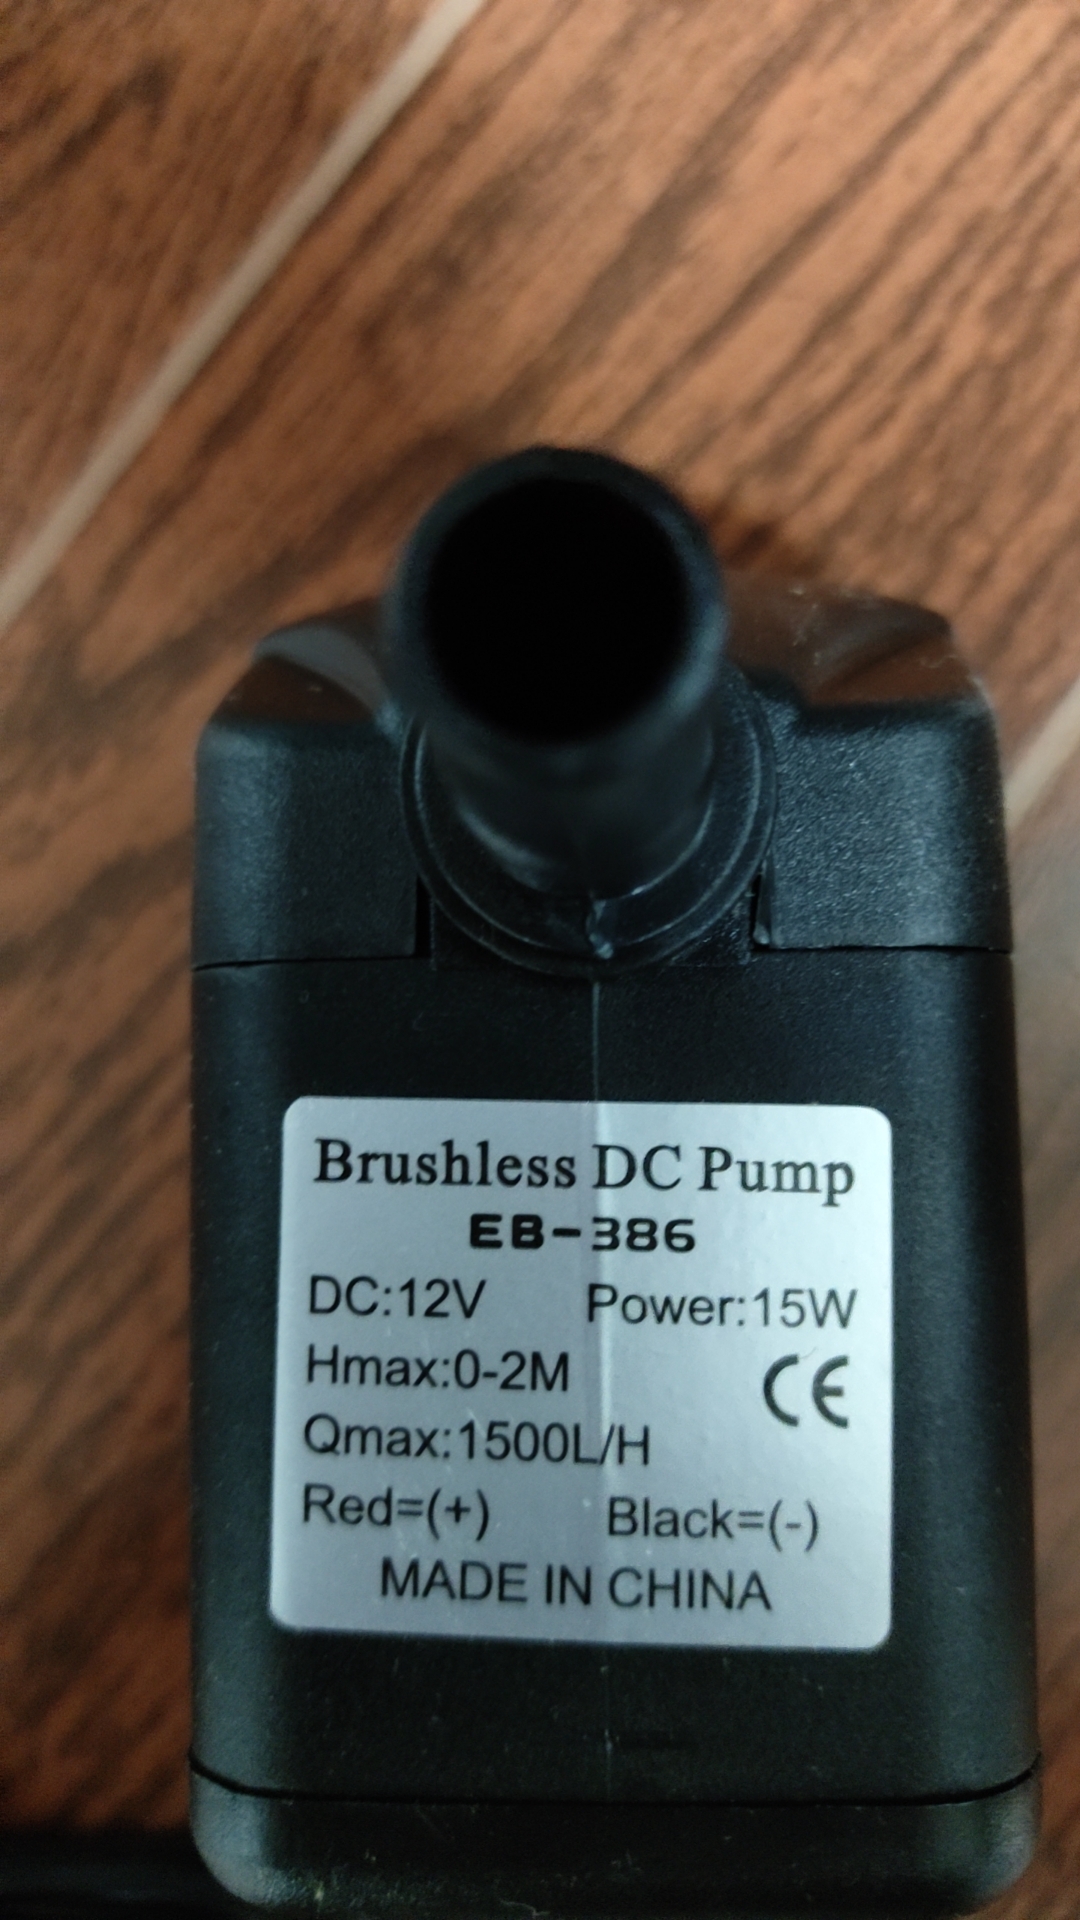 Brushless DC Pump
EB-386
DC:12V Power:15W
Hmax:0-2M CE
Qmax:1500L/H
Red=(+) Black=(-)
MADE IN CHINA